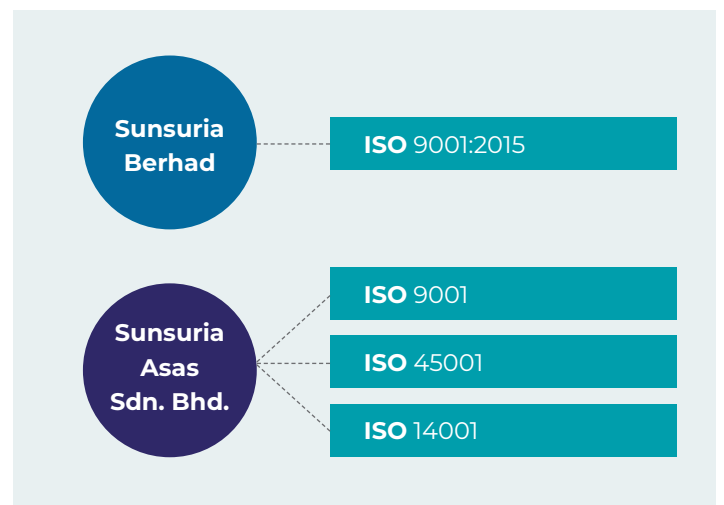 Sunsuria
Berhad
ISO 9001:2015
Sunsuria
Asas
Sdn. Bhd.
ISO 9001
ISO 45001
ISO 14001